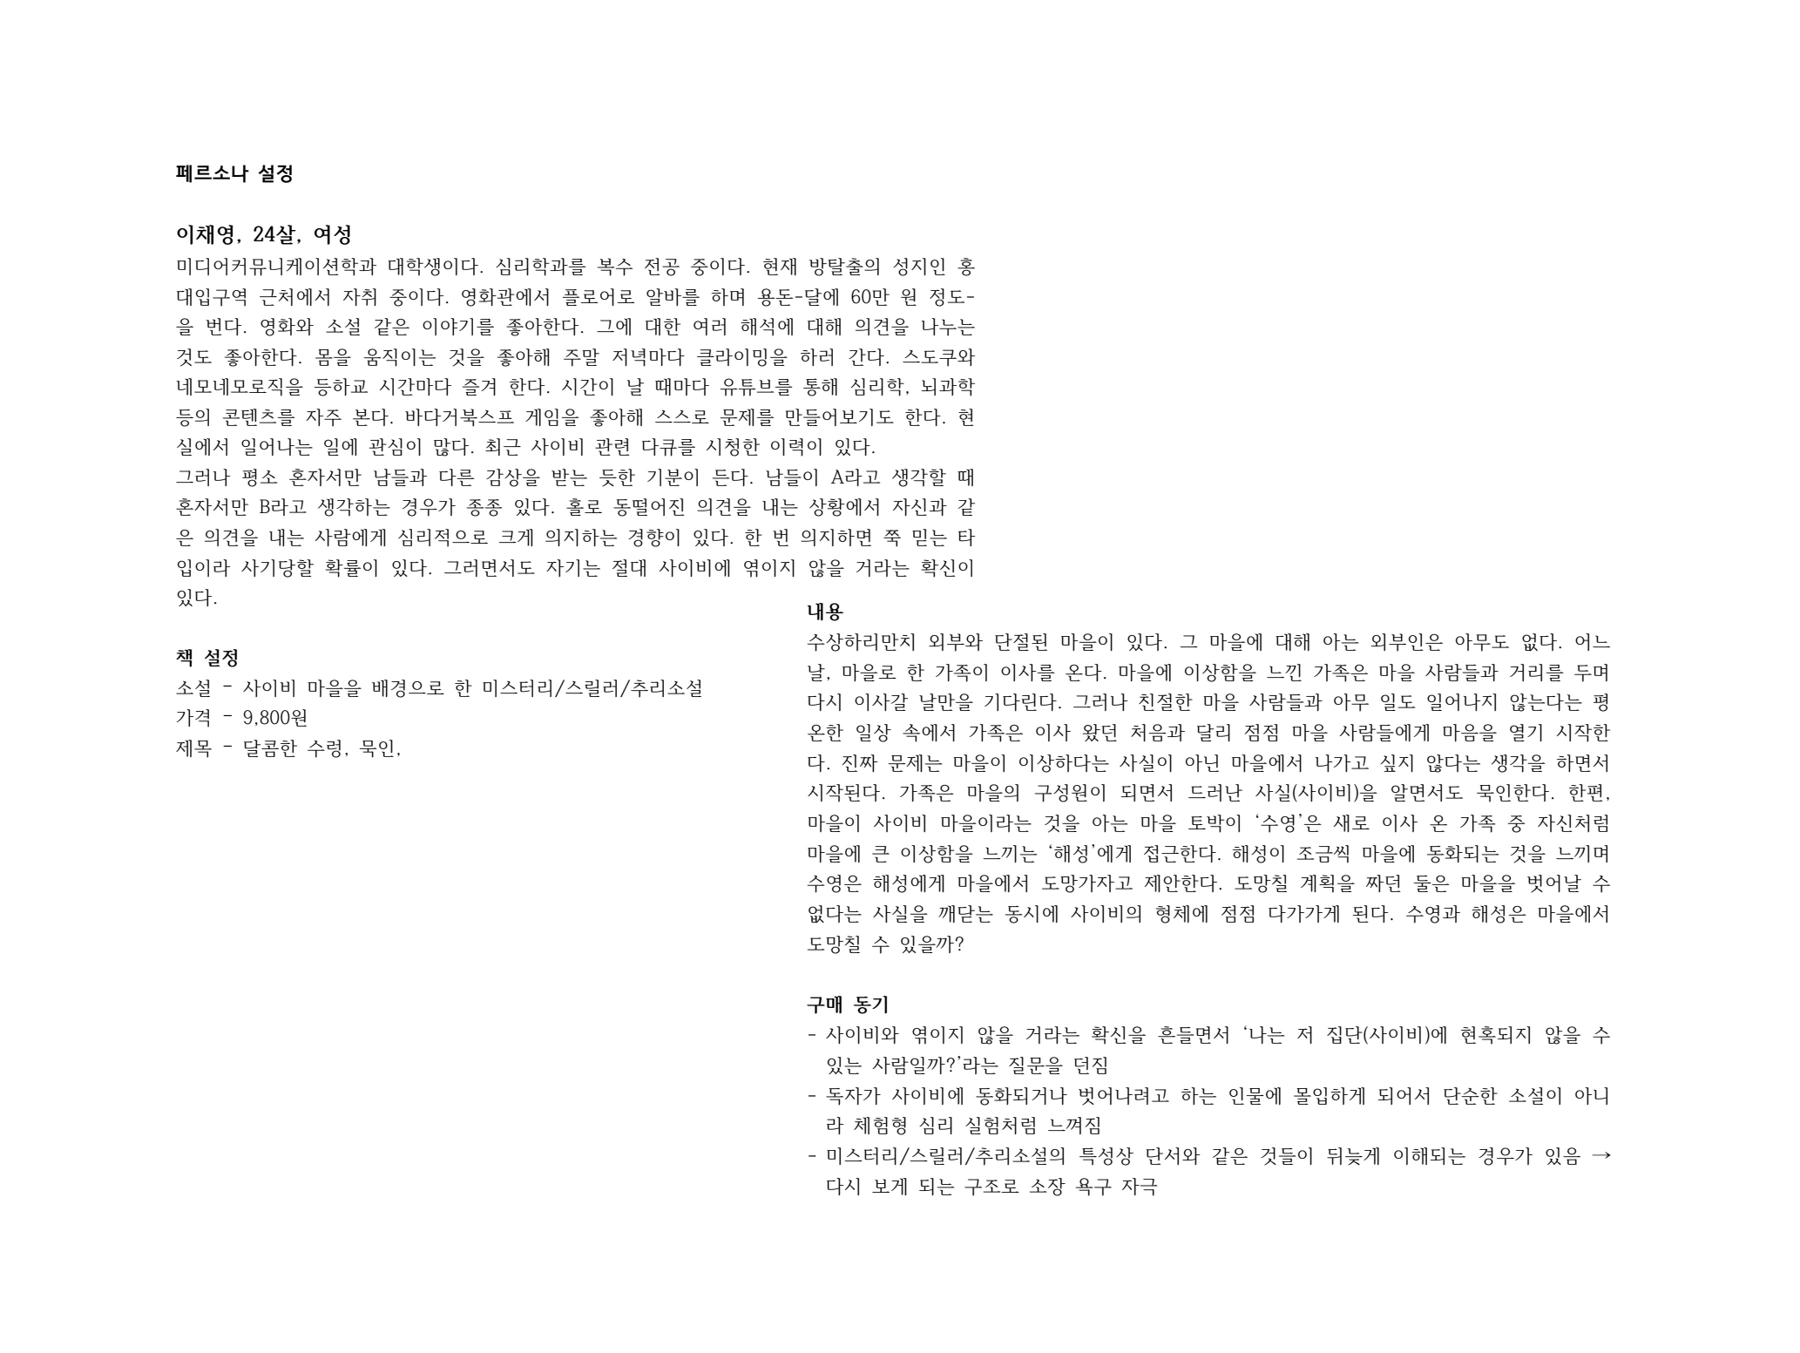 페르소나 설정
이채영, 24살, 여성
미디어커뮤니케이션학과 대학생이다. 심리학과를 복수 전공 중이다. 현재 방탈출의 성지인 홍
대입구역 근처에서 자취 중이다. 영화관에서 플로어로 알바를 하며 용돈-달에 60만 원 정도-
을 번다. 영화와 소설 같은 이야기를 좋아한다. 그에 대한 여러 해석에 대해 의견을 나누는
것도 좋아한다. 몸을 움직이는 것을 좋아해 주말 저녁마다 클라이밍을 하러 간다. 스도쿠와
네모네모로직을 등하교 시간마다 즐겨 한다. 시간이 날 때마다 유튜브를 통해 심리학, 뇌과학
등의 콘텐츠를 자주 본다. 바다거북스프 게임을 좋아해 스스로 문제를 만들어보기도 한다. 현
실에서 일어나는 일에 관심이 많다. 최근 사이비 관련 다큐를 시청한 이력이 있다.
그러나 평소 혼자서만 남들과 다른 감상을 받는 듯한 기분이 든다. 남들이 A라고 생각할 때
혼자서만 B라고 생각하는 경우가 종종 있다. 홀로 동떨어진 의견을 내는 상황에서 자신과 같
은 의견을 내는 사람에게 심리적으로 크게 의지하는 경향이 있다. 한 번 의지하면 쭉 믿는 타
입이라 사기당할 확률이 있다. 그러면서도 자기는 절대 사이비에 엮이지 않을 거라는 확신이
있다.
책 설정
소설 - 사이비 마을을 배경으로 한 미스터리/스릴러/추리소설
가격 - 9,800원
제목 - 달콤한 수렁, 묵인,
내용
수상하리만치 외부와 단절된 마을이 있다. 그 마을에 대해 아는 외부인은 아무도 없다. 어느
날, 마을로 한 가족이 이사를 온다. 마을에 이상함을 느낀 가족은 마을 사람들과 거리를 두며
다시 이사갈 날만을 기다린다. 그러나 친절한 마을 사람들과 아무 일도 일어나지 않는다는 평
온한 일상 속에서 가족은 이사 왔던 처음과 달리 점점 마을 사람들에게 마음을 열기 시작한
다. 진짜 문제는 마을이 이상하다는 사실이 아닌 마을에서 나가고 싶지 않다는 생각을 하면서
시작된다. 가족은 마을의 구성원이 되면서 드러난 사실(사이비)을 알면서도 묵인한다. 한편,
마을이 사이비 마을이라는 것을 아는 마을 토박이 ‘수영’은 새로 이사 온 가족 중 자신처럼
마을에 큰 이상함을 느끼는 ‘해성’에게 접근한다. 해성이 조금씩 마을에 동화되는 것을 느끼며
수영은 해성에게 마을에서 도망가자고 제안한다. 도망칠 계획을 짜던 둘은 마을을 벗어날 수
없다는 사실을 깨닫는 동시에 사이비의 형체에 점점 다가가게 된다. 수영과 해성은 마을에서
도망칠 수 있을까?
구매 동기
- 사이비와 엮이지 않을 거라는 확신을 흔들면서 ‘나는 저 집단(사이비)에 현혹되지 않을 수
있는 사람일까?’라는 질문을 던짐
- 독자가 사이비에 동화되거나 벗어나려고 하는 인물에 몰입하게 되어서 단순한 소설이 아니
라 체험형 심리 실험처럼 느껴짐
- 미스터리/스릴러/추리소설의 특성상 단서와 같은 것들이 뒤늦게 이해되는 경우가 있음 →
다시 보게 되는 구조로 소장 욕구 자극